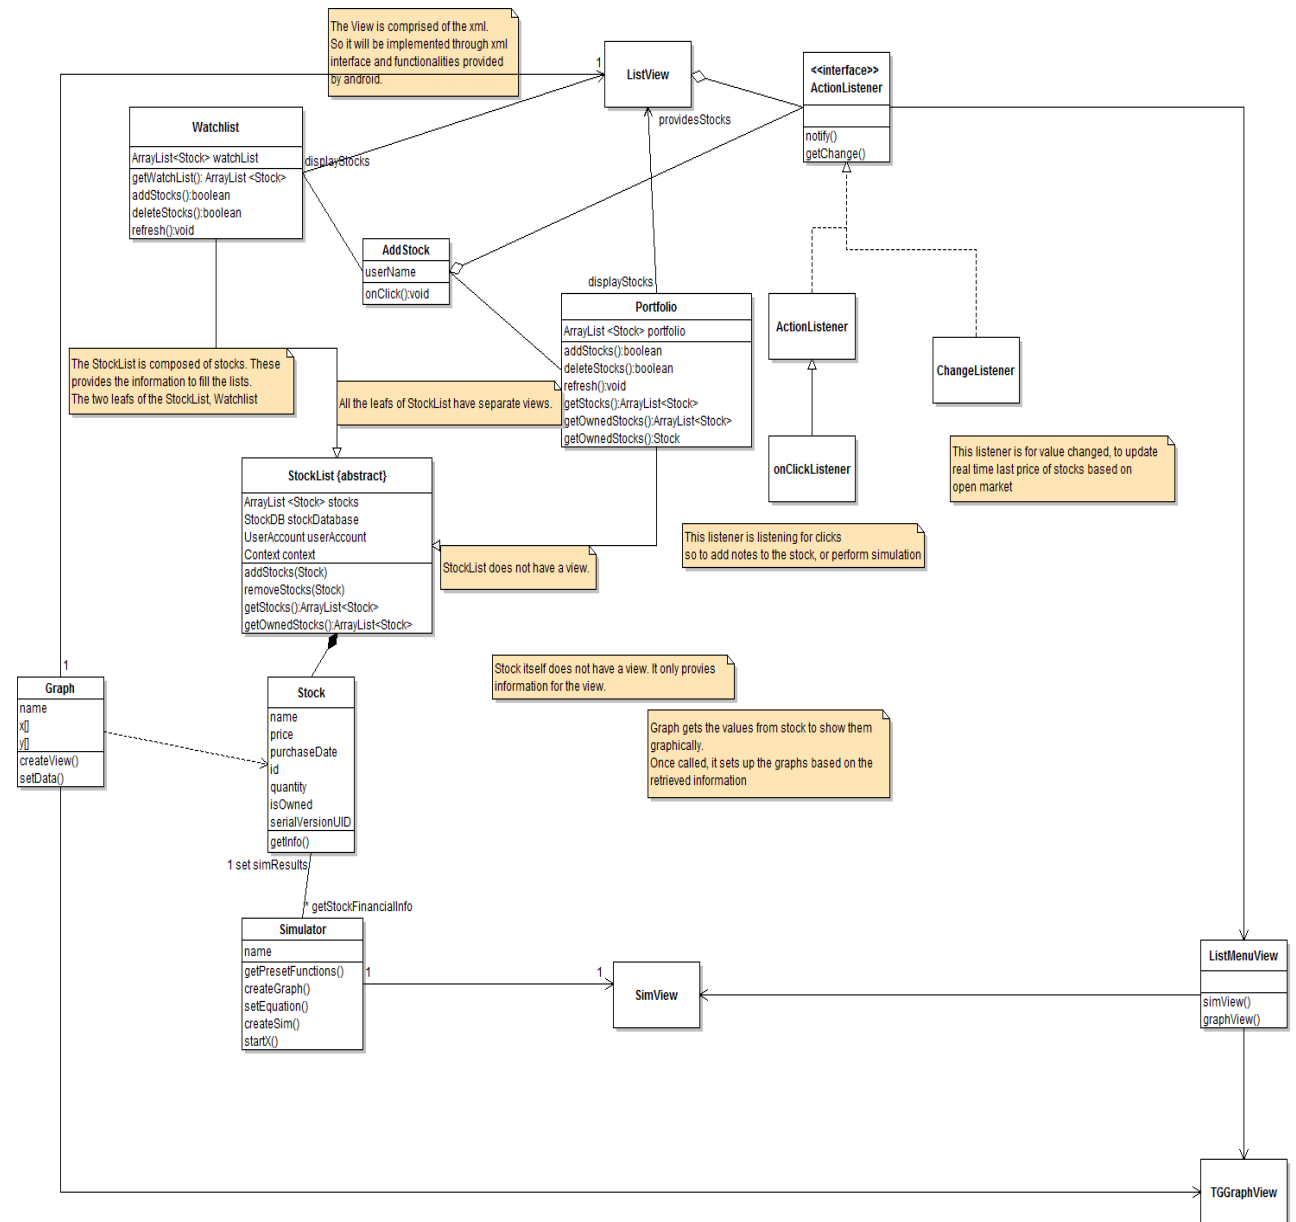 The View is comprised of the xml.
So it will be implemented through xml
interface and functionalities provided
by android.
1
ListView
<<interface>>
ActionListener
notify()
getChange()
providesStocks
Watchlist
ArrayList<Stock> watchList
getWatchList(): ArrayList <Stock>
addStocks():boolean
deleteStocks():boolean
refresh():void
displayStocks
AddStock
userName
onClick():void
displayStocks
Portfolio
ArrayList <Stock> portfolio
addStocks():boolean
deleteStocks():boolean
refresh():void
getStocks():ArrayList<Stock>
getOwnedStocks():ArrayList<Stock>
getOwnedStocks():Stock
ActionListener
ChangeListener
onClickListener
The StockList is composed of stocks. These
provides the information to fill the lists.
The two leafs of the StockList, Watchlist
All the leafs of StockList have separate views.
This listener is for value changed, to update
real time last price of stocks based on
open market
This listener is listening for clicks
so to add notes to the stock, or perform simulation
StockList {abstract}
ArrayList <Stock> stocks
StockDB stockDatabase
UserAccount userAccount
Context context
addStocks(Stock)
removeStocks(Stock)
getStocks():ArrayList<Stock>
getOwnedStocks():ArrayList<Stock>
StockList does not have a view.
1
Graph
name
x[]
y[]
createView()
setData()
Stock
name
price
purchaseDate
id
quantity
isOwned
serialVersionUID
getInfo()
Stock itself does not have a view. It only provies
information for the view.
Graph gets the values from stock to show them
graphically.
Once called, it sets up the graphs based on the
retrieved information
1 set simResults
* getStockFinancialInfo
Simulator
name
getPresetFunctions()
createGraph()
setEquation()
createSim()
startX()
1
1
SimView
ListMenuView
simView()
graphView()
TGGraphView